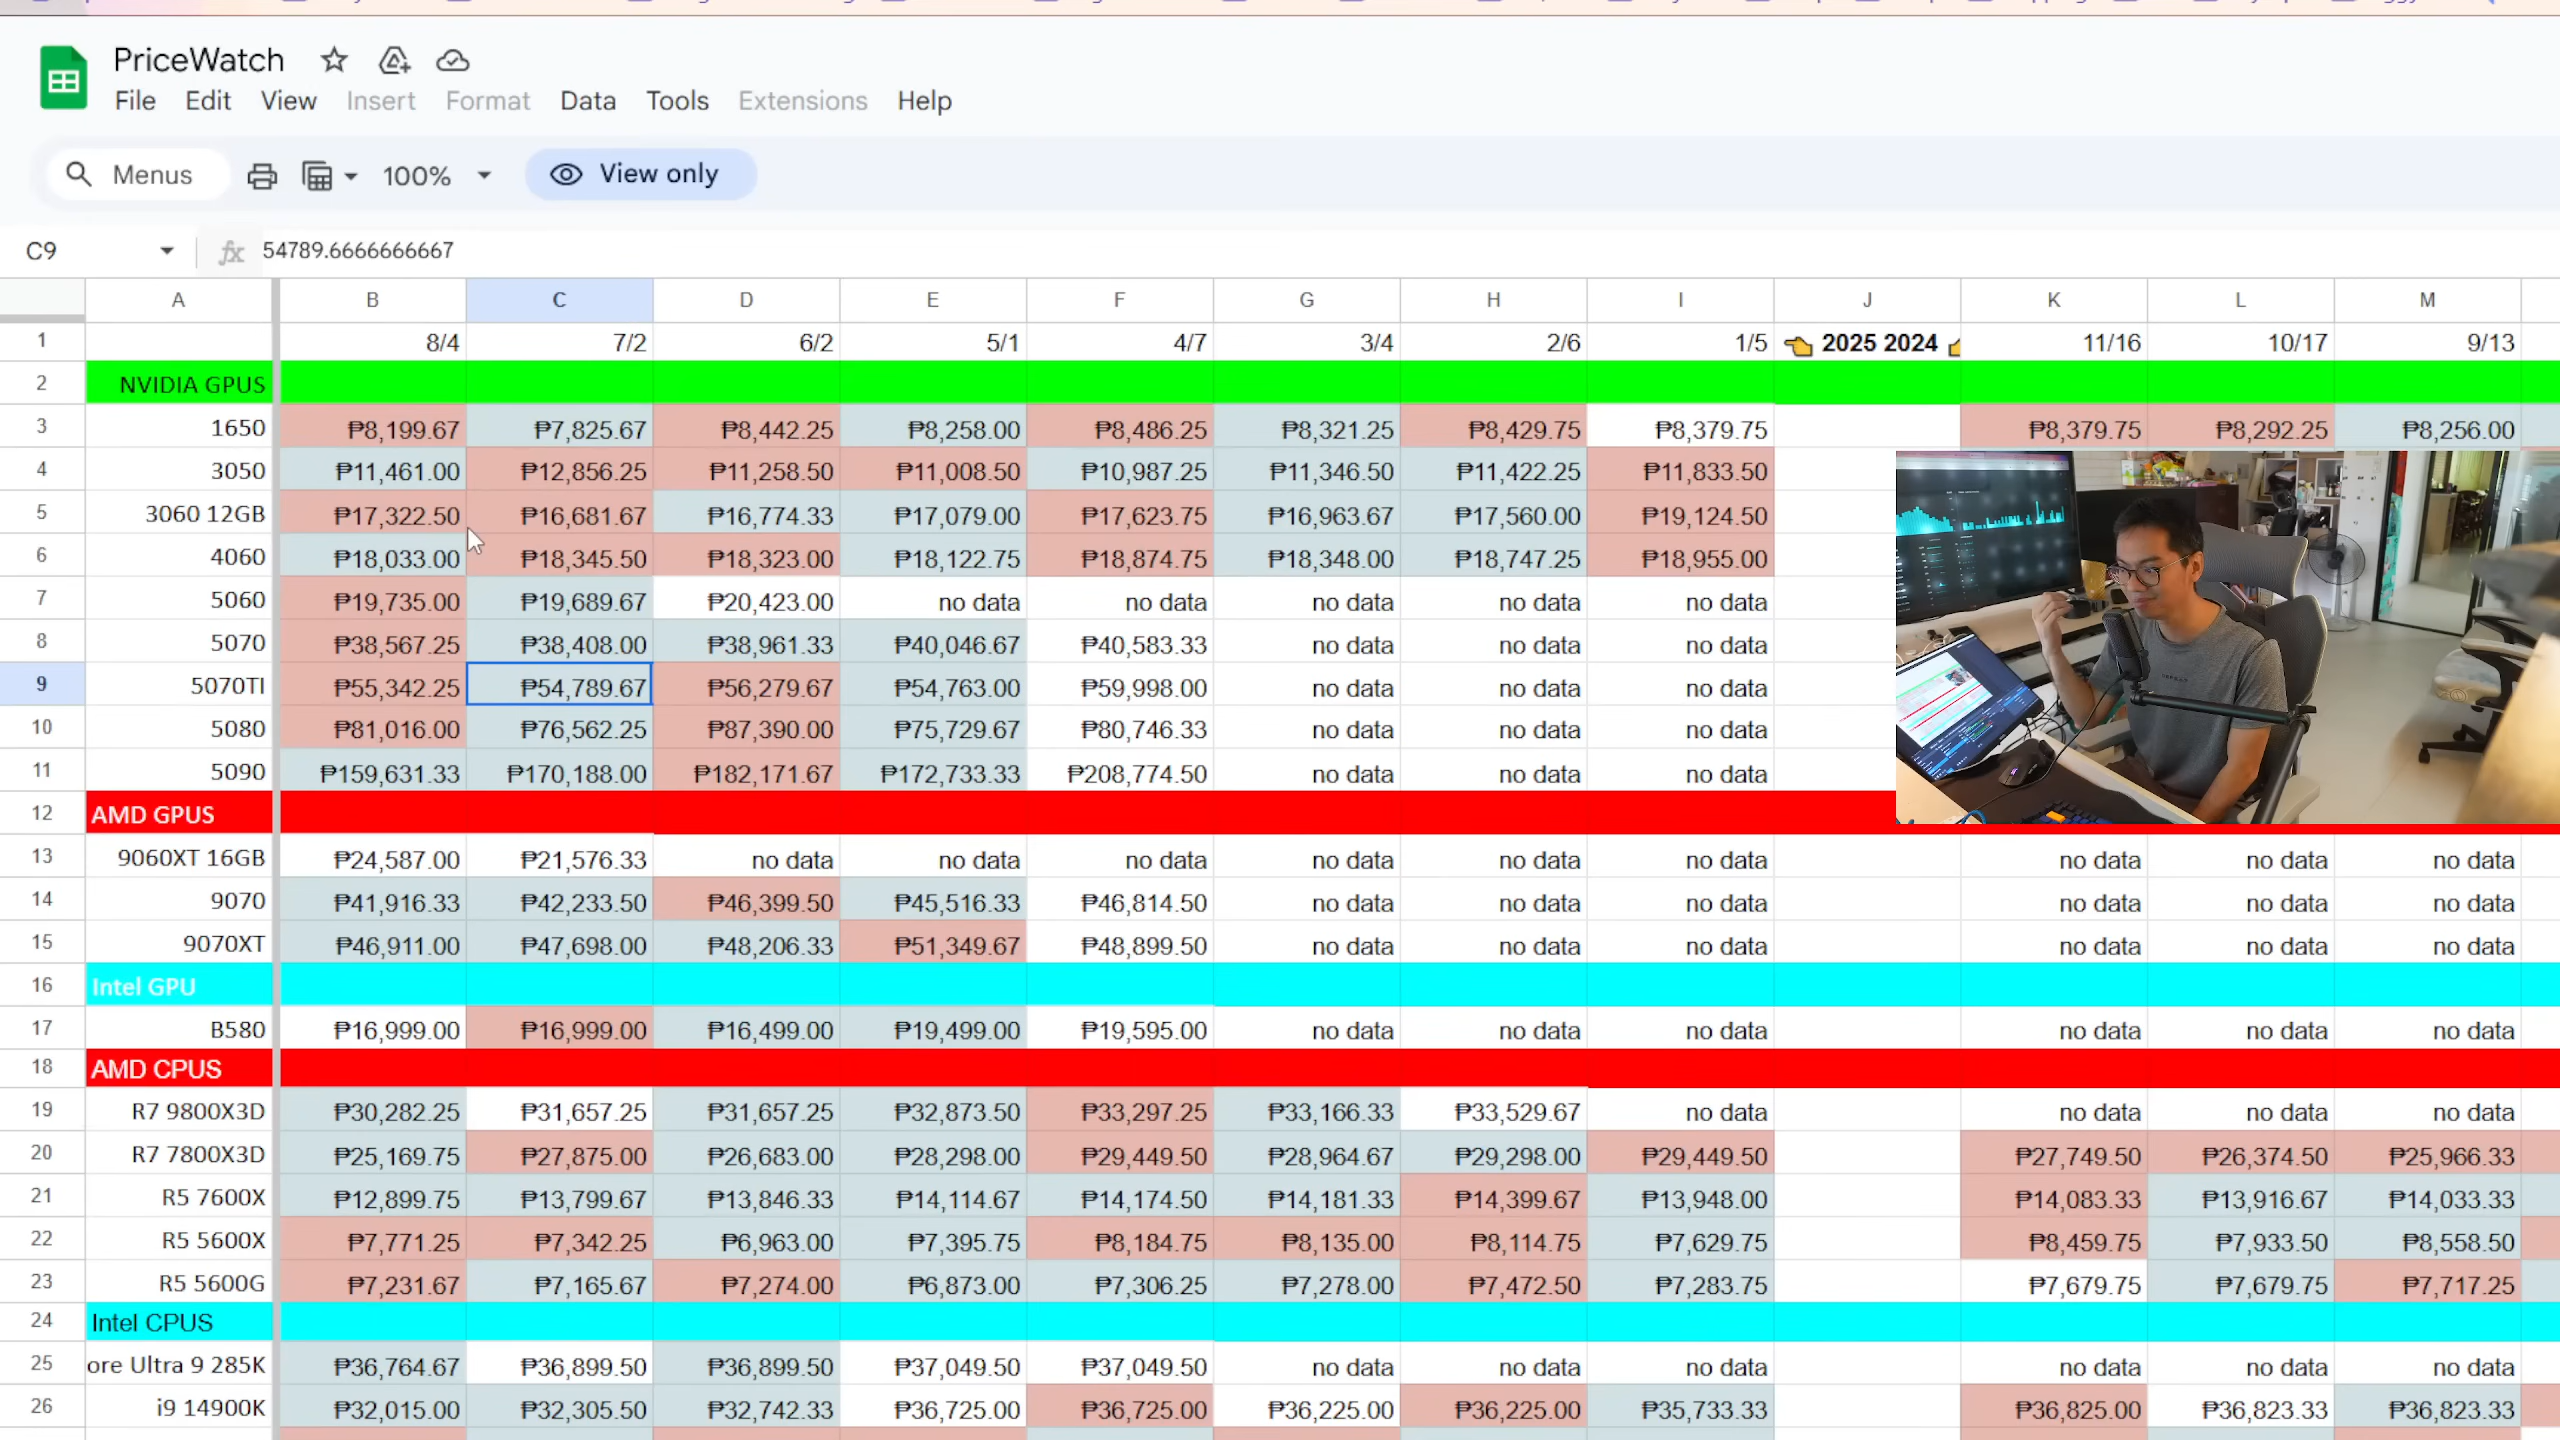 PriceWatch
File Edit View Insert Format Data Tools Extensions Help
Menus 100% View only
C9 fx 54789.6666666667
A B C D E F G H I J K L M
1 8/4 7/2 6/2 5/1 4/7 3/4 2/6 1/5 👈 2025 2024 11/16 10/17 9/13
2 NVIDIA GPUS
3 1650 ₱8,199.67 ₱7,825.67 ₱8,442.25 ₱8,258.00 ₱8,486.25 ₱8,321.25 ₱8,429.75 ₱8,379.75 ₱8,379.75 ₱8,292.25 ₱8,256.00
4 3050 ₱11,461.00 ₱12,856.25 ₱11,258.50 ₱11,008.50 ₱10,987.25 ₱11,346.50 ₱11,422.25 ₱11,833.50
5 3060 12GB ₱17,322.50 ₱16,681.67 ₱16,774.33 ₱17,079.00 ₱17,623.75 ₱16,963.67 ₱17,560.00 ₱19,124.50
6 4060 ₱18,033.00 ₱18,345.50 ₱18,323.00 ₱18,122.75 ₱18,874.75 ₱18,348.00 ₱18,747.25 ₱18,955.00
7 5060 ₱19,735.00 ₱19,689.67 ₱20,423.00 no data no data no data no data no data
8 5070 ₱38,567.25 ₱38,408.00 ₱38,961.33 ₱40,046.67 ₱40,583.33 no data no data no data
9 5070TI ₱55,342.25 ₱54,789.67 ₱56,279.67 ₱54,763.00 ₱59,998.00 no data no data no data
10 5080 ₱81,016.00 ₱76,562.25 ₱87,390.00 ₱75,729.67 ₱80,746.33 no data no data no data
11 5090 ₱159,631.33 ₱170,188.00 ₱182,171.67 ₱172,733.33 ₱208,774.50 no data no data no data
12 AMD GPUS
13 9060XT 16GB ₱24,587.00 ₱21,576.33 no data no data no data no data no data no data no data no data no data
14 9070 ₱41,916.33 ₱42,233.50 ₱46,399.50 ₱45,516.33 ₱46,814.50 no data no data no data no data no data no data
15 9070XT ₱46,911.00 ₱47,698.00 ₱48,206.33 ₱51,349.67 ₱48,899.50 no data no data no data no data no data no data
16 Intel GPU
17 B580 ₱16,999.00 ₱16,999.00 ₱16,499.00 ₱19,499.00 ₱19,595.00 no data no data no data no data no data no data
18 AMD CPUS
19 R7 9800X3D ₱30,282.25 ₱31,657.25 ₱31,657.25 ₱32,873.50 ₱33,297.25 ₱33,166.33 ₱33,529.67 no data no data no data no data
20 R7 7800X3D ₱25,169.75 ₱27,875.00 ₱26,683.00 ₱28,298.00 ₱29,449.50 ₱28,964.67 ₱29,298.00 ₱29,449.50 ₱27,749.50 ₱26,374.50 ₱25,966.33
21 R5 7600X ₱12,899.75 ₱13,799.67 ₱13,846.33 ₱14,114.67 ₱14,174.50 ₱14,181.33 ₱14,399.67 ₱13,948.00 ₱14,083.33 ₱13,916.67 ₱14,033.33
22 R5 5600X ₱7,771.25 ₱7,342.25 ₱6,963.00 ₱7,395.75 ₱8,184.75 ₱8,135.00 ₱8,114.75 ₱7,629.75 ₱8,459.75 ₱7,933.50 ₱8,558.50
23 R5 5600G ₱7,231.67 ₱7,165.67 ₱7,274.00 ₱6,873.00 ₱7,306.25 ₱7,278.00 ₱7,472.50 ₱7,283.75 ₱7,679.75 ₱7,679.75 ₱7,717.25
24 Intel CPUS
25 ore Ultra 9 285K ₱36,764.67 ₱36,899.50 ₱36,899.50 ₱37,049.50 ₱37,049.50 no data no data no data no data no data no data
26 i9 14900K ₱32,015.00 ₱32,305.50 ₱32,742.33 ₱36,725.00 ₱36,725.00 ₱36,225.00 ₱36,225.00 ₱35,733.33 ₱36,825.00 ₱36,823.33 ₱36,823.33